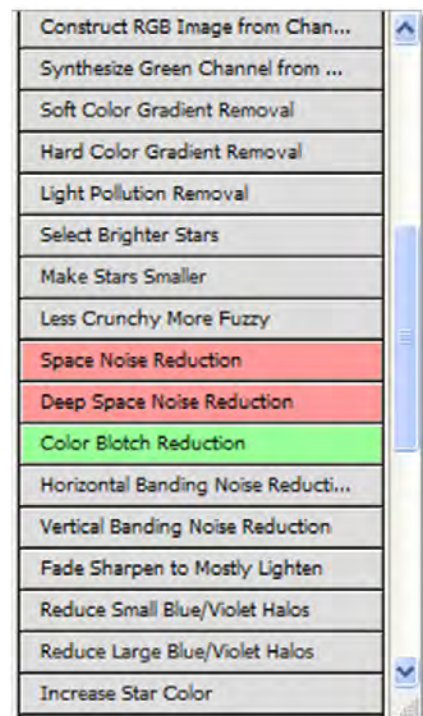 Construct RGB Image from Chan...
Synthesize Green Channel from ...
Soft Color Gradient Removal
Hard Color Gradient Removal
Light Pollution Removal
Select Brighter Stars
Make Stars Smaller
Less Crunchy More Fuzzy
Space Noise Reduction
Deep Space Noise Reduction
Color Blotch Reduction
Horizontal Banding Noise Reducti...
Vertical Banding Noise Reduction
Fade Sharpen to Mostly Lighten
Reduce Small Blue/Violet Halos
Reduce Large Blue/Violet Halos
Increase Star Color